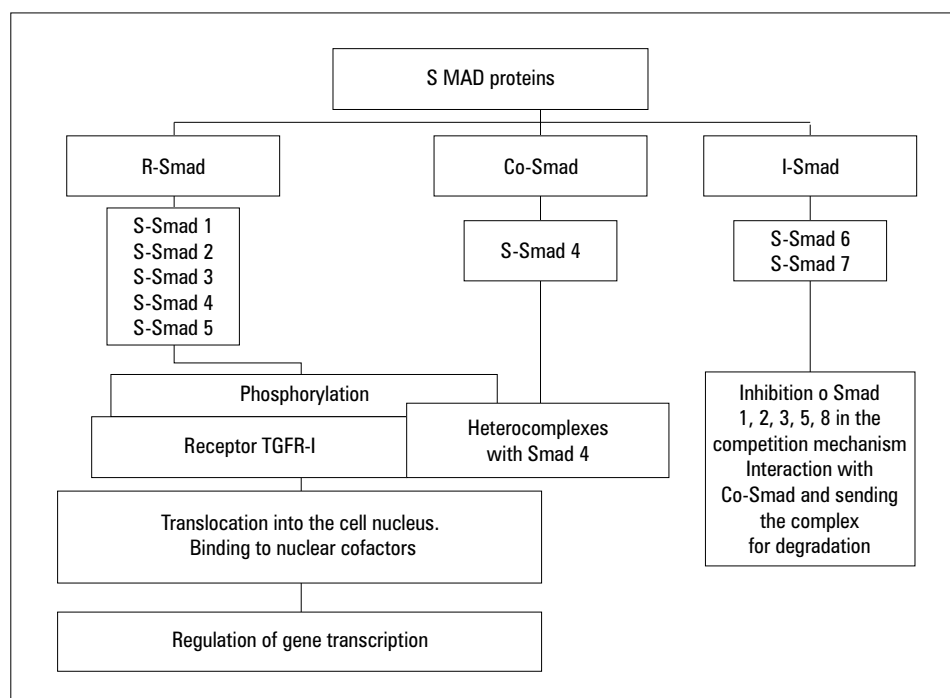 S MAD proteins
R-Smad
Co-Smad
I-Smad
S-Smad 1
S-Smad 2
S-Smad 3
S-Smad 4
S-Smad 5
S-Smad 4
S-Smad 6
S-Smad 7
Phosphorylation
Receptor TGFR-I
Heterocomplexes
with Smad 4
Inhibition o Smad
1, 2, 3, 5, 8 in the
competition mechanism
Interaction with
Co-Smad and sending
the complex
for degradation
Translocation into the cell nucleus.
Binding to nuclear cofactors
Regulation of gene transcription